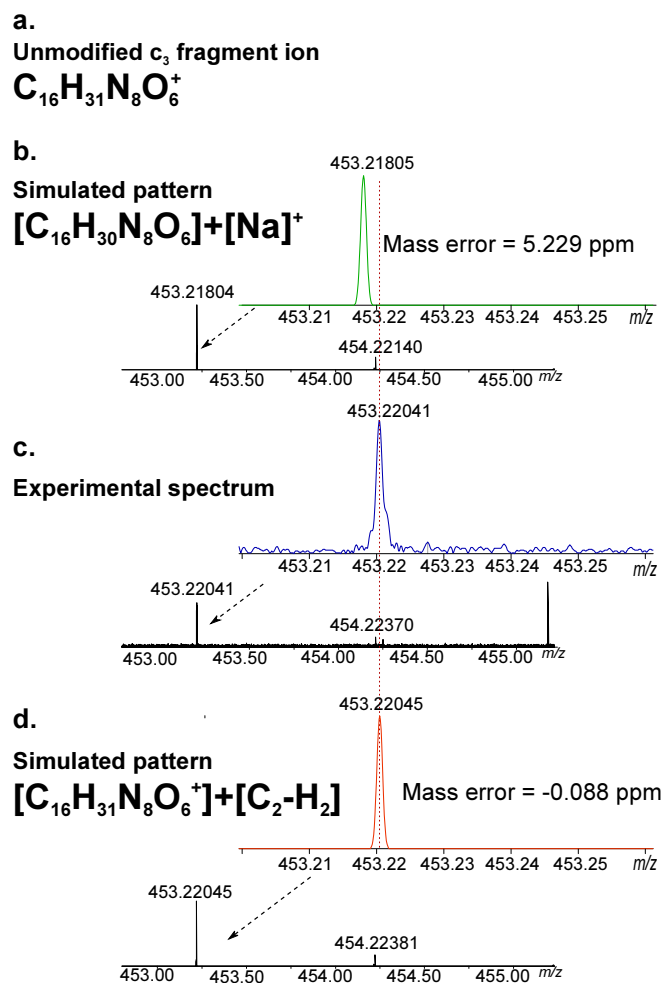 a.
Unmodified c₃ fragment ion
C₁₆H₃₁N₈O₆⁺
b.
453.21805
Simulated pattern
[C₁₆H₃₀N₈O₆]+[Na]⁺
Mass error = 5.229 ppm
453.21804
453.21 453.22 453.23 453.24 453.25 m/z
454.22140
453.00 453.50 454.00 454.50 455.00 m/z
453.22041
c.
Experimental spectrum
453.21 453.22 453.23 453.24 453.25 m/z
453.22041
454.22370
453.00 453.50 454.00 454.50 455.00 m/z
453.22045
d.
Simulated pattern
[C₁₆H₃₁N₈O₆⁺]+[C₂-H₂]
Mass error = -0.088 ppm
453.21 453.22 453.23 453.24 453.25 m/z
453.22045
454.22381
453.00 453.50 454.00 454.50 455.00 m/z